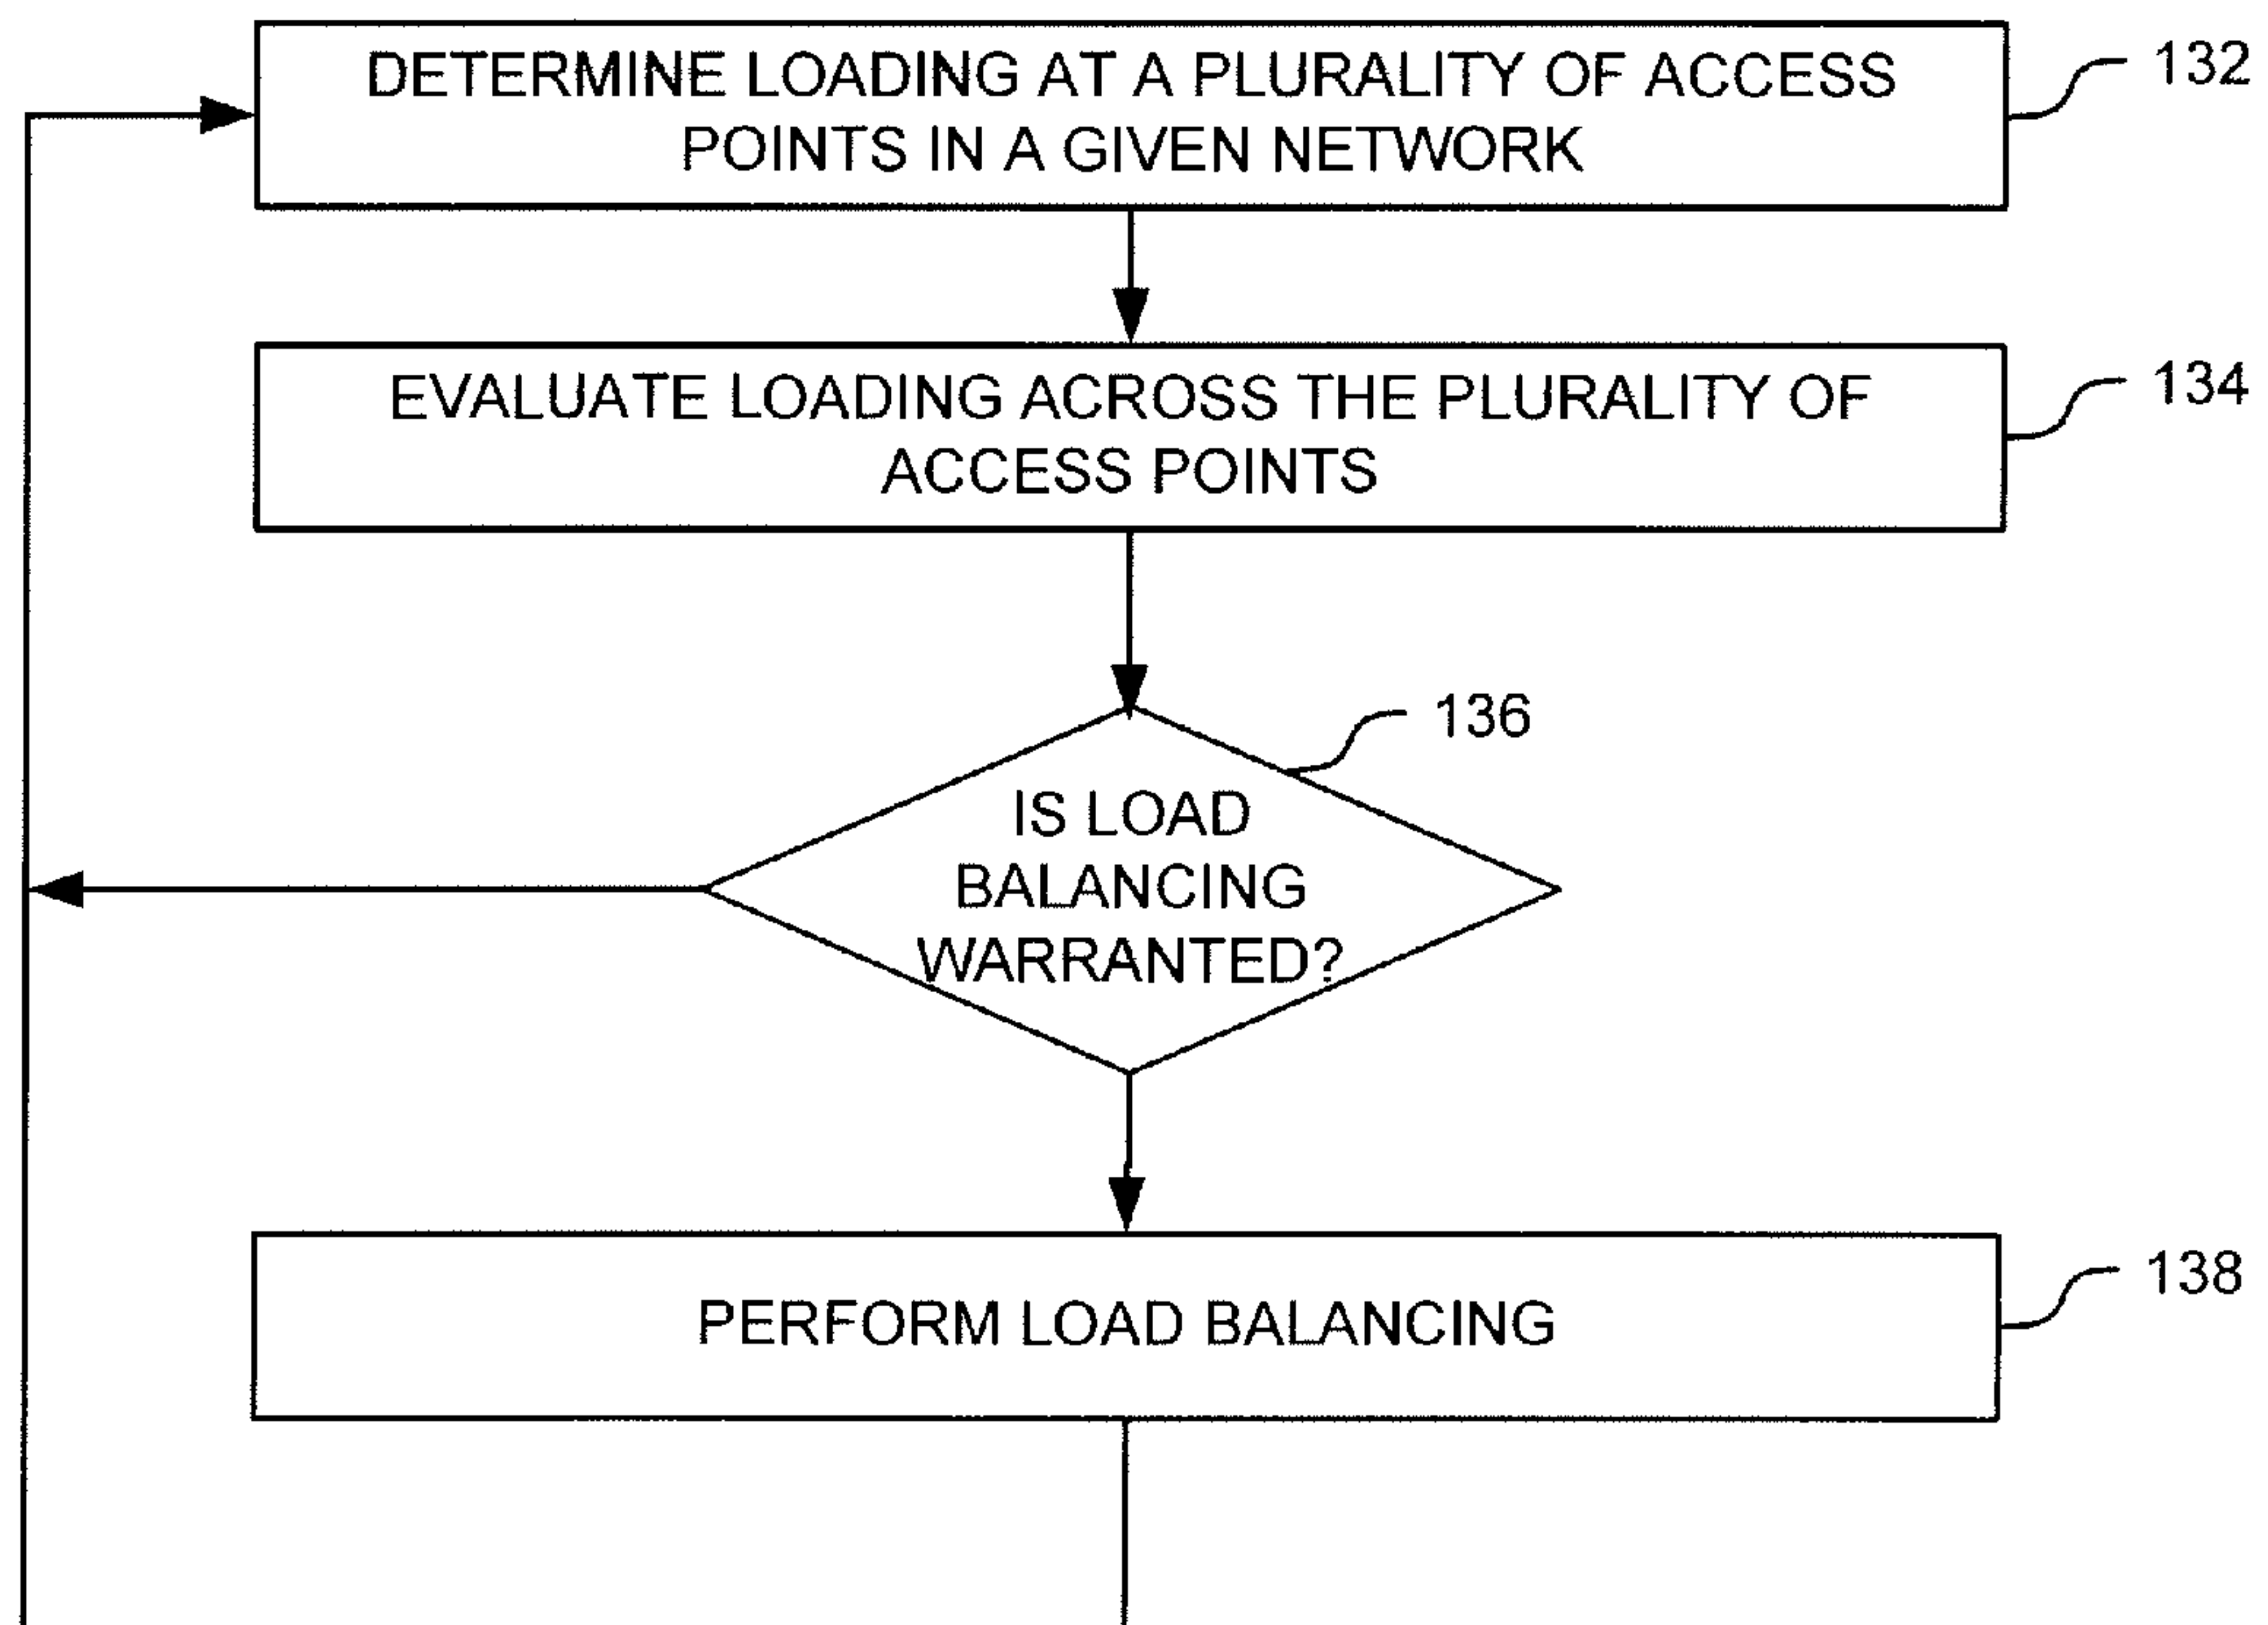 DETERMINE LOADING AT A PLURALITY OF ACCESS
POINTS IN A GIVEN NETWORK
132
EVALUATE LOADING ACROSS THE PLURALITY OF
ACCESS POINTS
134
136
IS LOAD
BALANCING
WARRANTED?
PERFORM LOAD BALANCING
138